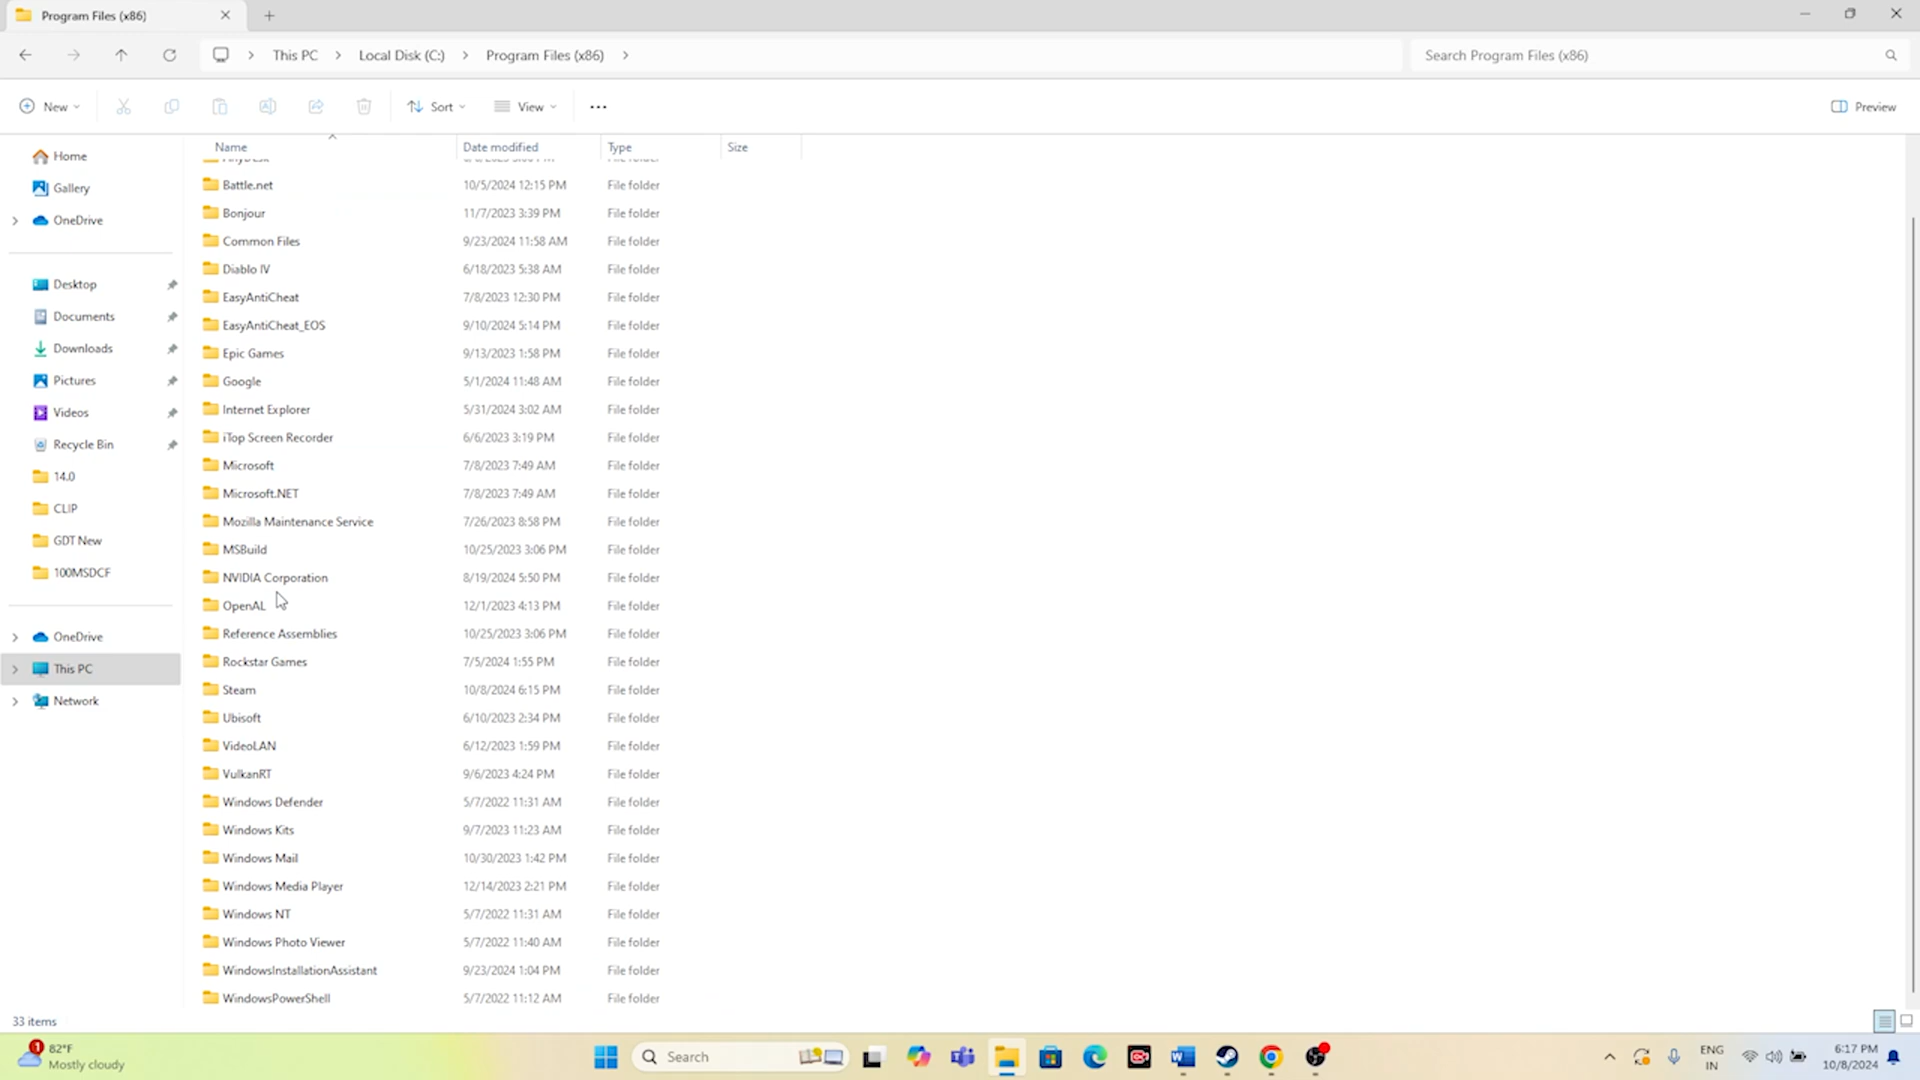 Program Files (x86)
This PC > Local Disk (C:) > Program Files (x86) >
Search Program Files (x86)
New
Sort
View
Preview
Name Date modified Type Size
Home
Gallery
OneDrive
Desktop
Documents
Downloads
Pictures
Videos
Recycle Bin
14.0
CLIP
GDT New
100MSDCF
OneDrive
This PC
Network
Battle.net 10/5/2024 12:15 PM File folder
Bonjour 11/7/2023 3:39 PM File folder
Common Files 9/23/2024 11:58 AM File folder
Diablo IV 6/18/2023 5:38 AM File folder
EasyAntiCheat 7/8/2023 12:30 PM File folder
EasyAntiCheat_EOS 9/10/2024 5:14 PM File folder
Epic Games 9/13/2023 1:58 PM File folder
Google 5/1/2024 11:48 AM File folder
Internet Explorer 5/31/2024 3:02 AM File folder
iTop Screen Recorder 6/6/2023 3:19 PM File folder
Microsoft 7/8/2023 7:49 AM File folder
Microsoft.NET 7/8/2023 7:49 AM File folder
Mozilla Maintenance Service 7/26/2023 8:58 PM File folder
MSBuild 10/25/2023 3:06 PM File folder
NVIDIA Corporation 8/19/2024 5:50 PM File folder
OpenAL 12/1/2023 4:13 PM File folder
Reference Assemblies 10/25/2023 3:06 PM File folder
Rockstar Games 7/5/2024 1:55 PM File folder
Steam 10/8/2024 6:15 PM File folder
Ubisoft 6/10/2023 2:34 PM File folder
VideoLAN 6/12/2023 1:59 PM File folder
VulkanRT 9/6/2023 4:24 PM File folder
Windows Defender 5/7/2022 11:31 AM File folder
Windows Kits 9/7/2023 11:23 AM File folder
Windows Mail 10/30/2023 1:42 PM File folder
Windows Media Player 12/14/2023 2:21 PM File folder
Windows NT 5/7/2022 11:31 AM File folder
Windows Photo Viewer 5/7/2022 11:40 AM File folder
WindowsInstallationAssistant 9/23/2024 1:04 PM File folder
WindowsPowerShell 5/7/2022 11:12 AM File folder
33 items
1
82°F
Mostly cloudy
Search
ENG
IN
6:17 PM
10/8/2024